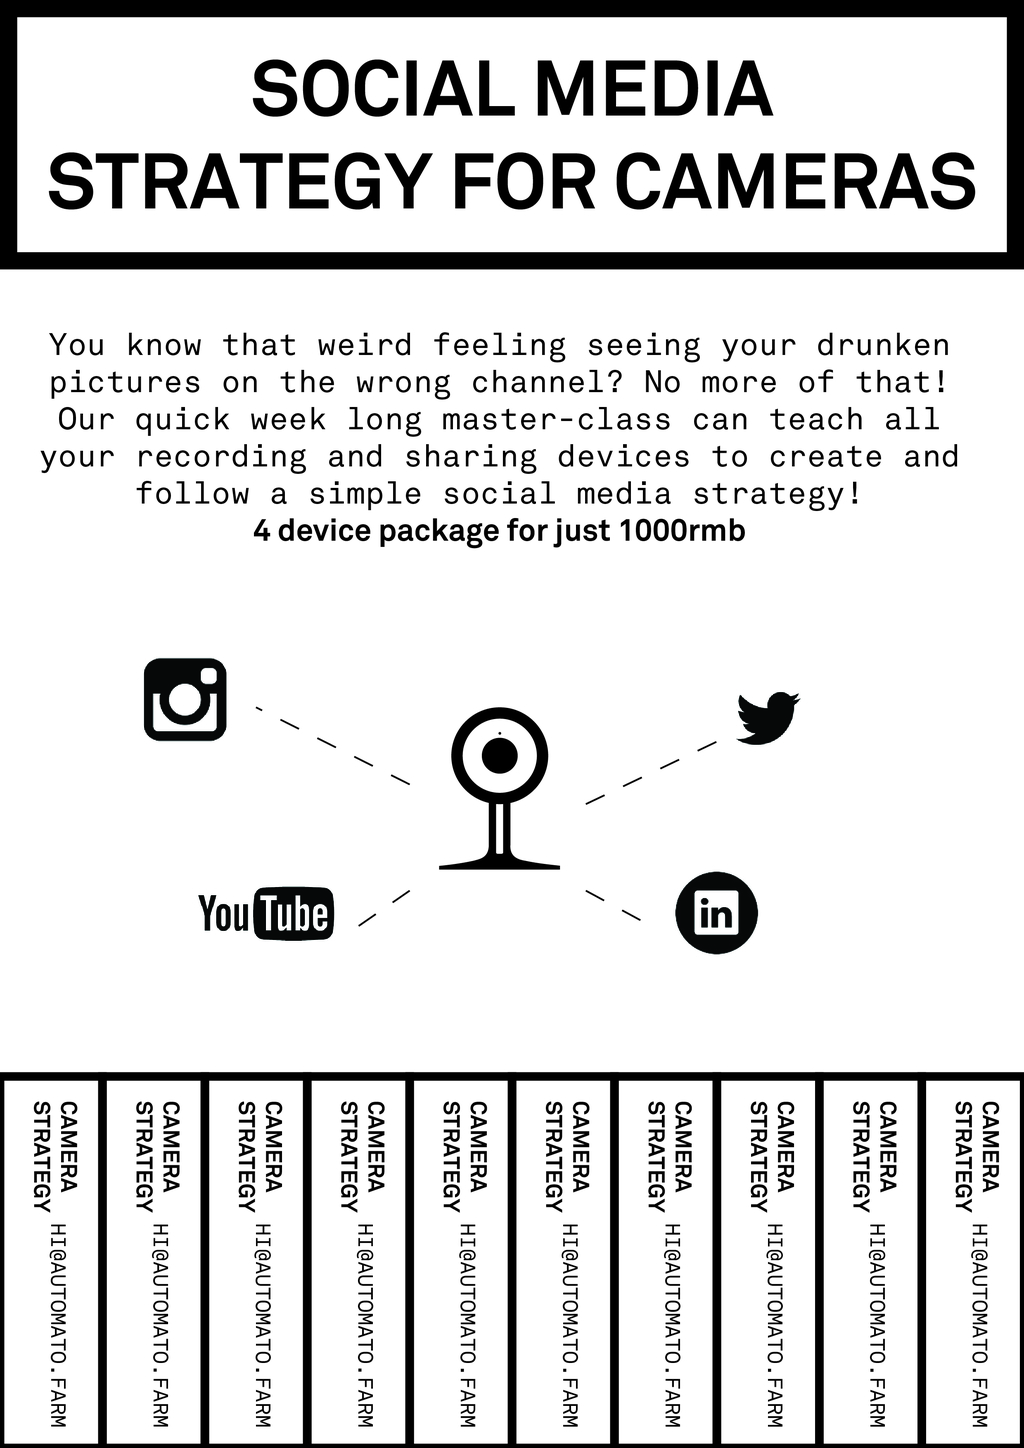 SOCIAL MEDIA
STRATEGY FOR CAMERAS
You know that weird feeling seeing your drunken
pictures on the wrong channel? No more of that!
Our quick week long master-class can teach all
your recording and sharing devices to create and
follow a simple social media strategy!
4 device package for just 1000rmb
YouTube
in
CAMERA
STRATEGY
HI@AUTOMATO.FARM
CAMERA
STRATEGY
HI@AUTOMATO.FARM
CAMERA
STRATEGY
HI@AUTOMATO.FARM
CAMERA
STRATEGY
HI@AUTOMATO.FARM
CAMERA
STRATEGY
HI@AUTOMATO.FARM
CAMERA
STRATEGY
HI@AUTOMATO.FARM
CAMERA
STRATEGY
HI@AUTOMATO.FARM
CAMERA
STRATEGY
HI@AUTOMATO.FARM
CAMERA
STRATEGY
HI@AUTOMATO.FARM
CAMERA
STRATEGY
HI@AUTOMATO.FARM